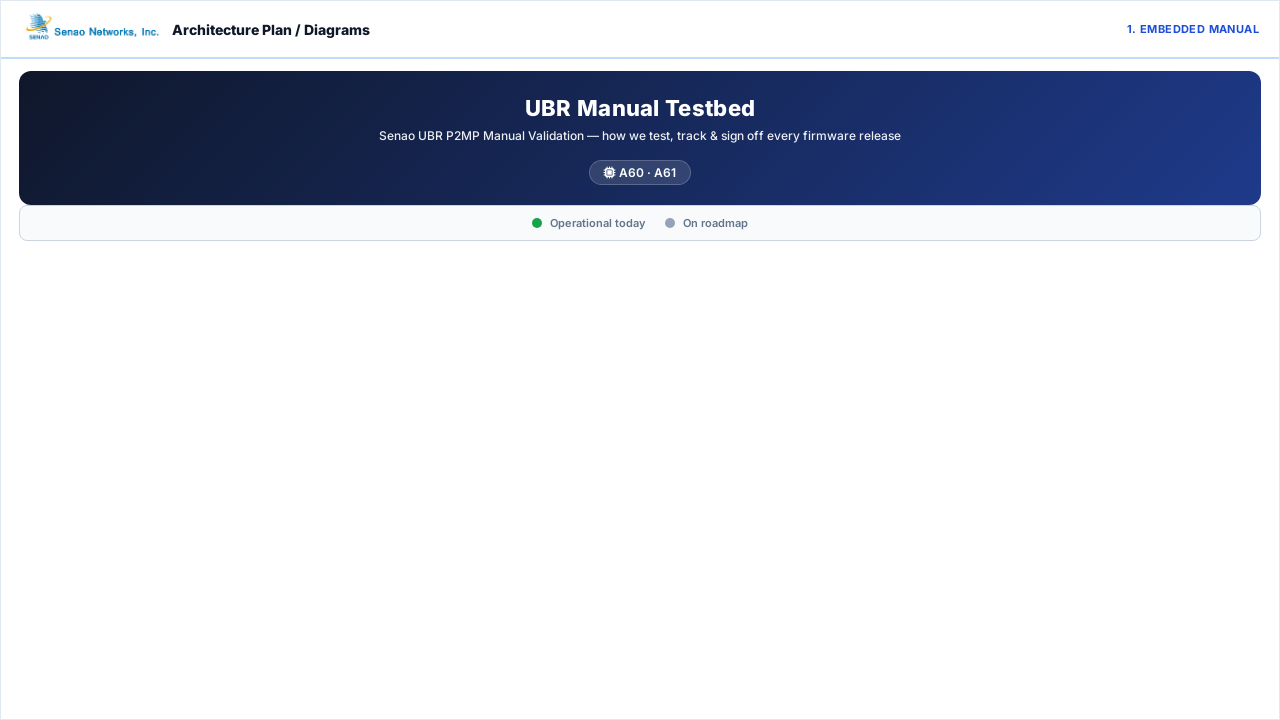 SENAO
Senao Networks, Inc.
Architecture Plan / Diagrams
1. EMBEDDED MANUAL
UBR Manual Testbed
Senao UBR P2MP Manual Validation — how we test, track & sign off every firmware release
A60 · A61
Operational today
On roadmap